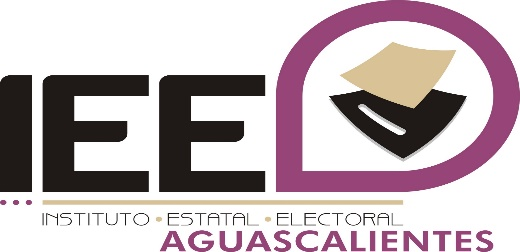 IEE
INSTITUTO • ESTATAL • ELECTORAL
AGUASCALIENTES